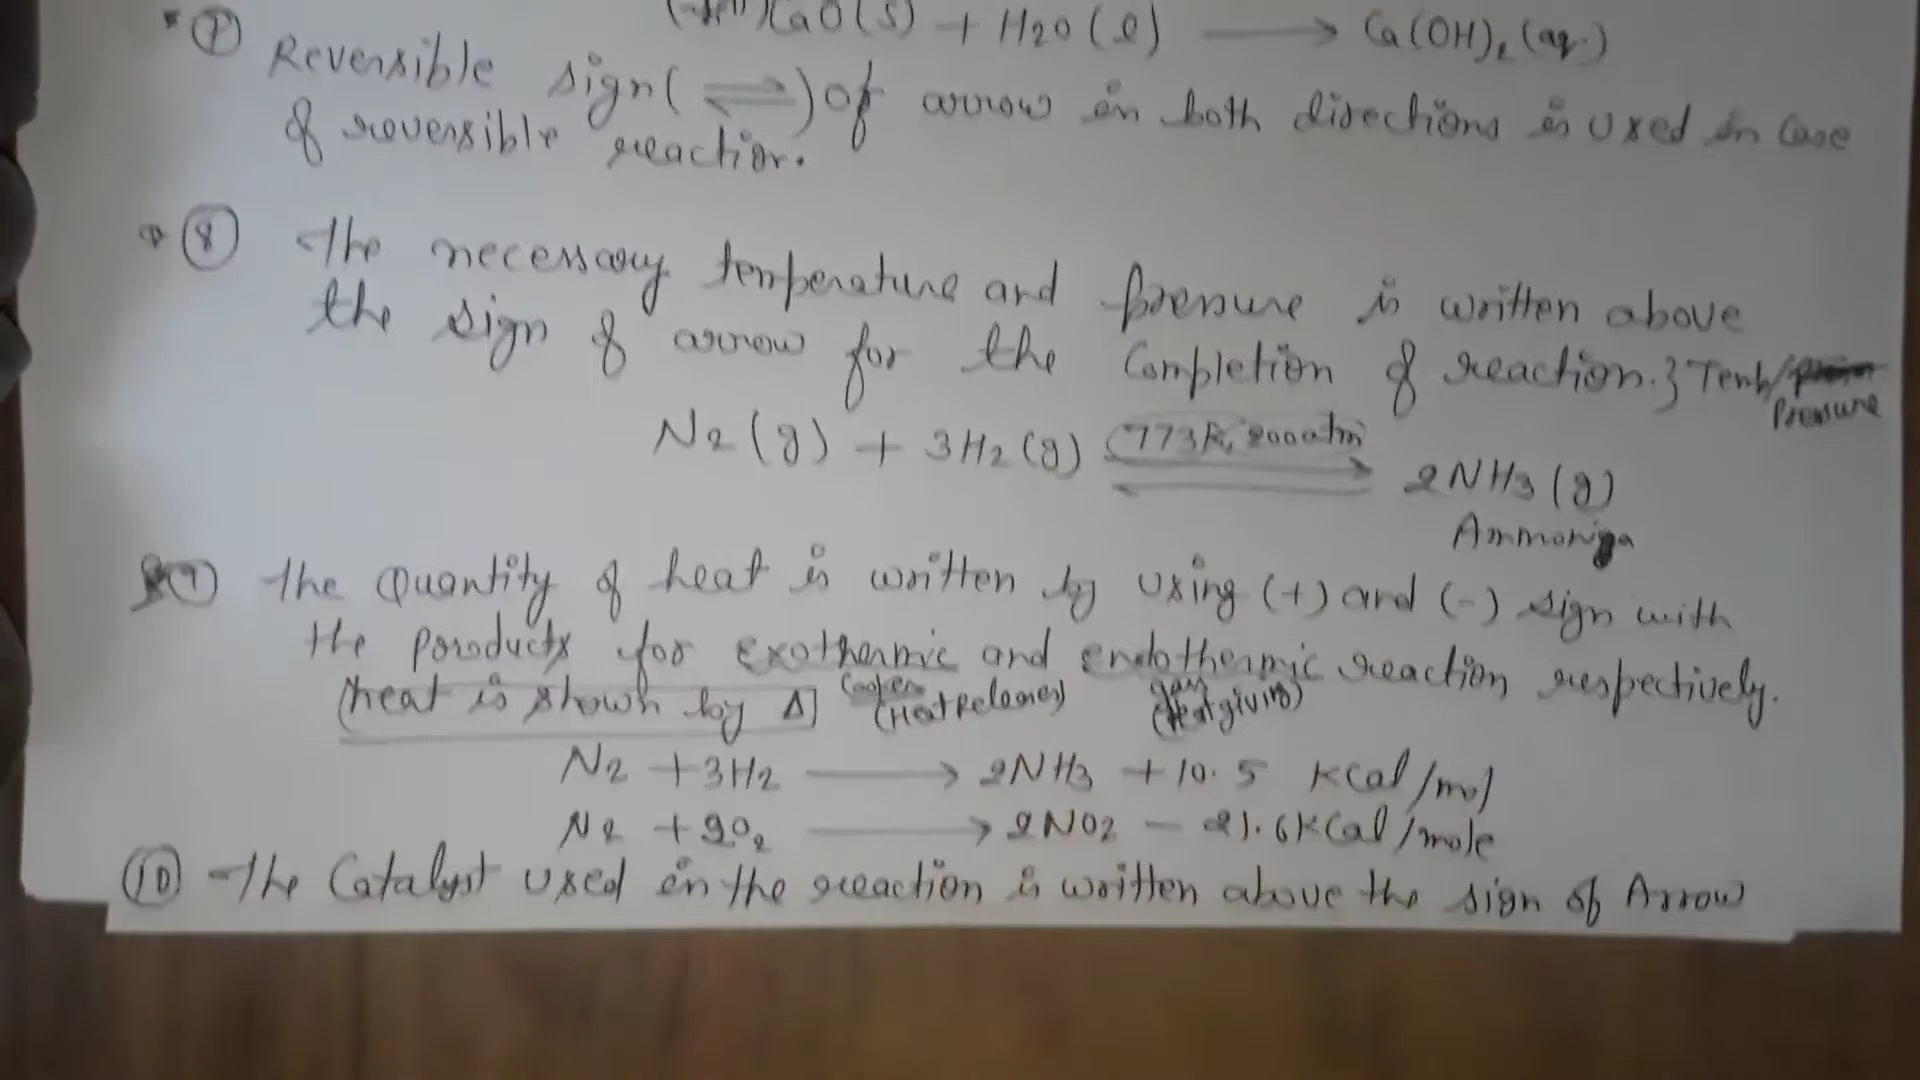 CaO(s) + H2O(l) ⟶ Ca(OH)2(aq.)
(7) Reversible sign(⇌) of arrow in both directions is used in case
of reversible reaction.
(8) The necessary temperature and pressure is written above
the sign of arrow for the Completion of reaction.} Temp/
Pressure
N2(g) + 3H2(g) 773K, 200atm ⇌ 2NH3(g)
Ammonia
(9) The Quantity of heat is written by using (+) and (-) sign with
the products for exothermic and endothermic reaction respectively.
[heat is shown by Δ] (Heat Releases) (Heat giving)
N2 + 3H2 ⟶ 2NH3 + 10.5 Kcal/mol
N2 + 2O2 ⟶ 2NO2 - 21.6 KCal/mole
(10) The Catalyst used in the reaction is written above the sign of Arrow